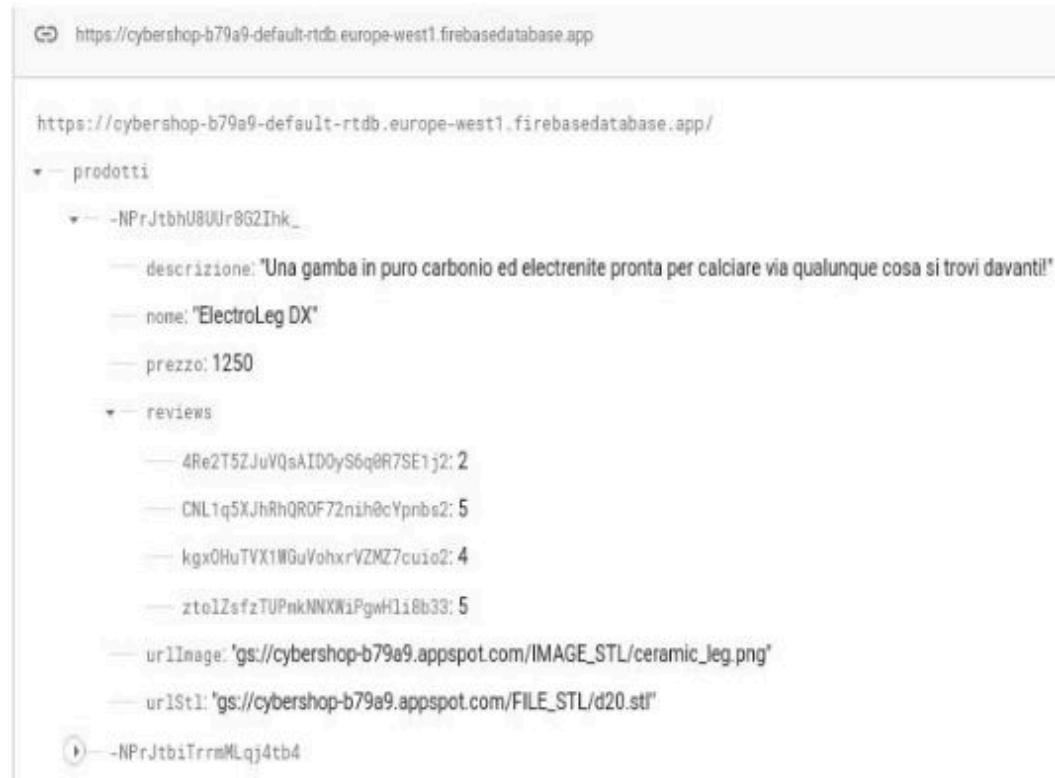 https://cybershop-b79a9-default-rtdb.europe-west1.firebasedatabase.app
https://cybershop-b79a9-default-rtdb.europe-west1.firebasedatabase.app/
prodotti
-NPrJtbhU8UUr8G2Ihk_
descrizione: "Una gamba in puro carbonio ed electrenite pronta per calciare via qualunque cosa si trovi davanti!"
nome: "ElectroLeg DX"
prezzo: 1250
reviews
4Re2T5ZJuVQsAIDOyS6q0R7SE1j2: 2
CNL1q5XJhRhQROF72nih0cYpnbs2: 5
kgxOHuTVX1WGuVohxrVZMZ7cuio2: 4
ztolZsfzTUPmkNNXWiPgwHli8b33: 5
urlImage: "gs://cybershop-b79a9.appspot.com/IMAGE_STL/ceramic_leg.png"
urlStl: "gs://cybershop-b79a9.appspot.com/FILE_STL/d20.stl"
-NPrJtbiTrrmMLqj4tb4